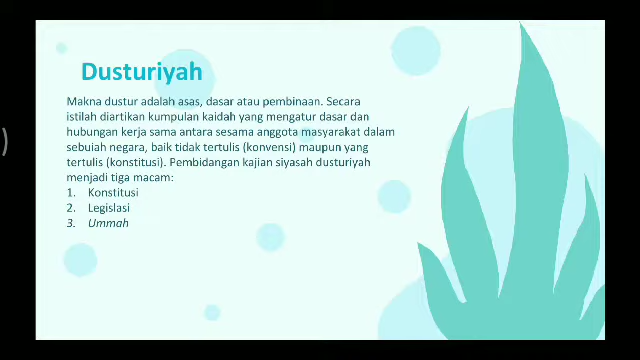 Dusturiyah
Makna dustur adalah asas, dasar atau pembinaan. Secara
istilah diartikan kumpulan kaidah yang mengatur dasar dan
hubungan kerja sama antara sesama anggota masyarakat dalam
sebuiah negara, baik tidak tertulis (konvensi) maupun yang
tertulis (konstitusi). Pembidangan kajian siyasah dusturiyah
menjadi tiga macam:
1. Konstitusi
2. Legislasi
3. Ummah